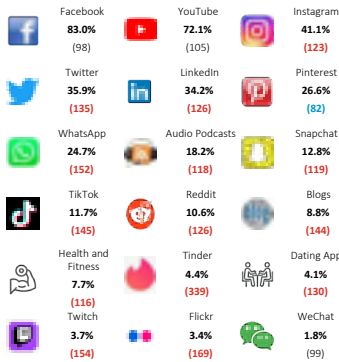 Facebook
83.0%
(98)
YouTube
72.1%
(105)
Instagram
41.1%
(123)
Twitter
35.9%
(135)
LinkedIn
34.2%
(126)
Pinterest
26.6%
(82)
WhatsApp
24.7%
(152)
Audio Podcasts
18.2%
(118)
Snapchat
12.8%
(119)
TikTok
11.7%
(145)
Reddit
10.6%
(126)
Blogs
8.8%
(144)
Health and
Fitness
7.7%
(116)
Tinder
4.4%
(339)
Dating App
4.1%
(130)
Twitch
3.7%
(154)
Flickr
3.4%
(169)
WeChat
1.8%
(99)